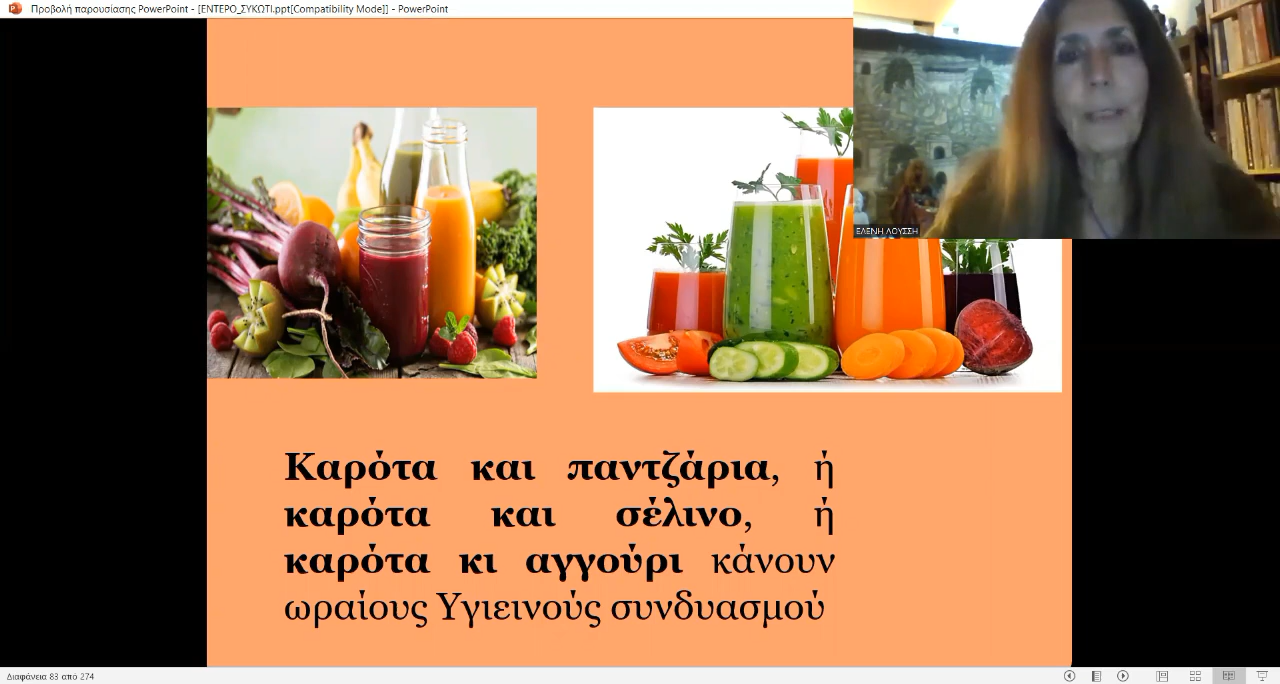 Προβολή παρουσίασης PowerPoint - [ΕΝΤΕΡΟ_ΣΥΚΩΤΙ.ppt[Compatibility Mode]] - PowerPoint
ΕΛΕΝΗ ΛΟΥΣΣΗ
Καρότα και παντζάρια, ή
καρότα και σέλινο, ή
καρότα κι αγγούρι κάνουν
ωραίους Υγιεινούς συνδυασμού
Διαφάνεια 83 από 274